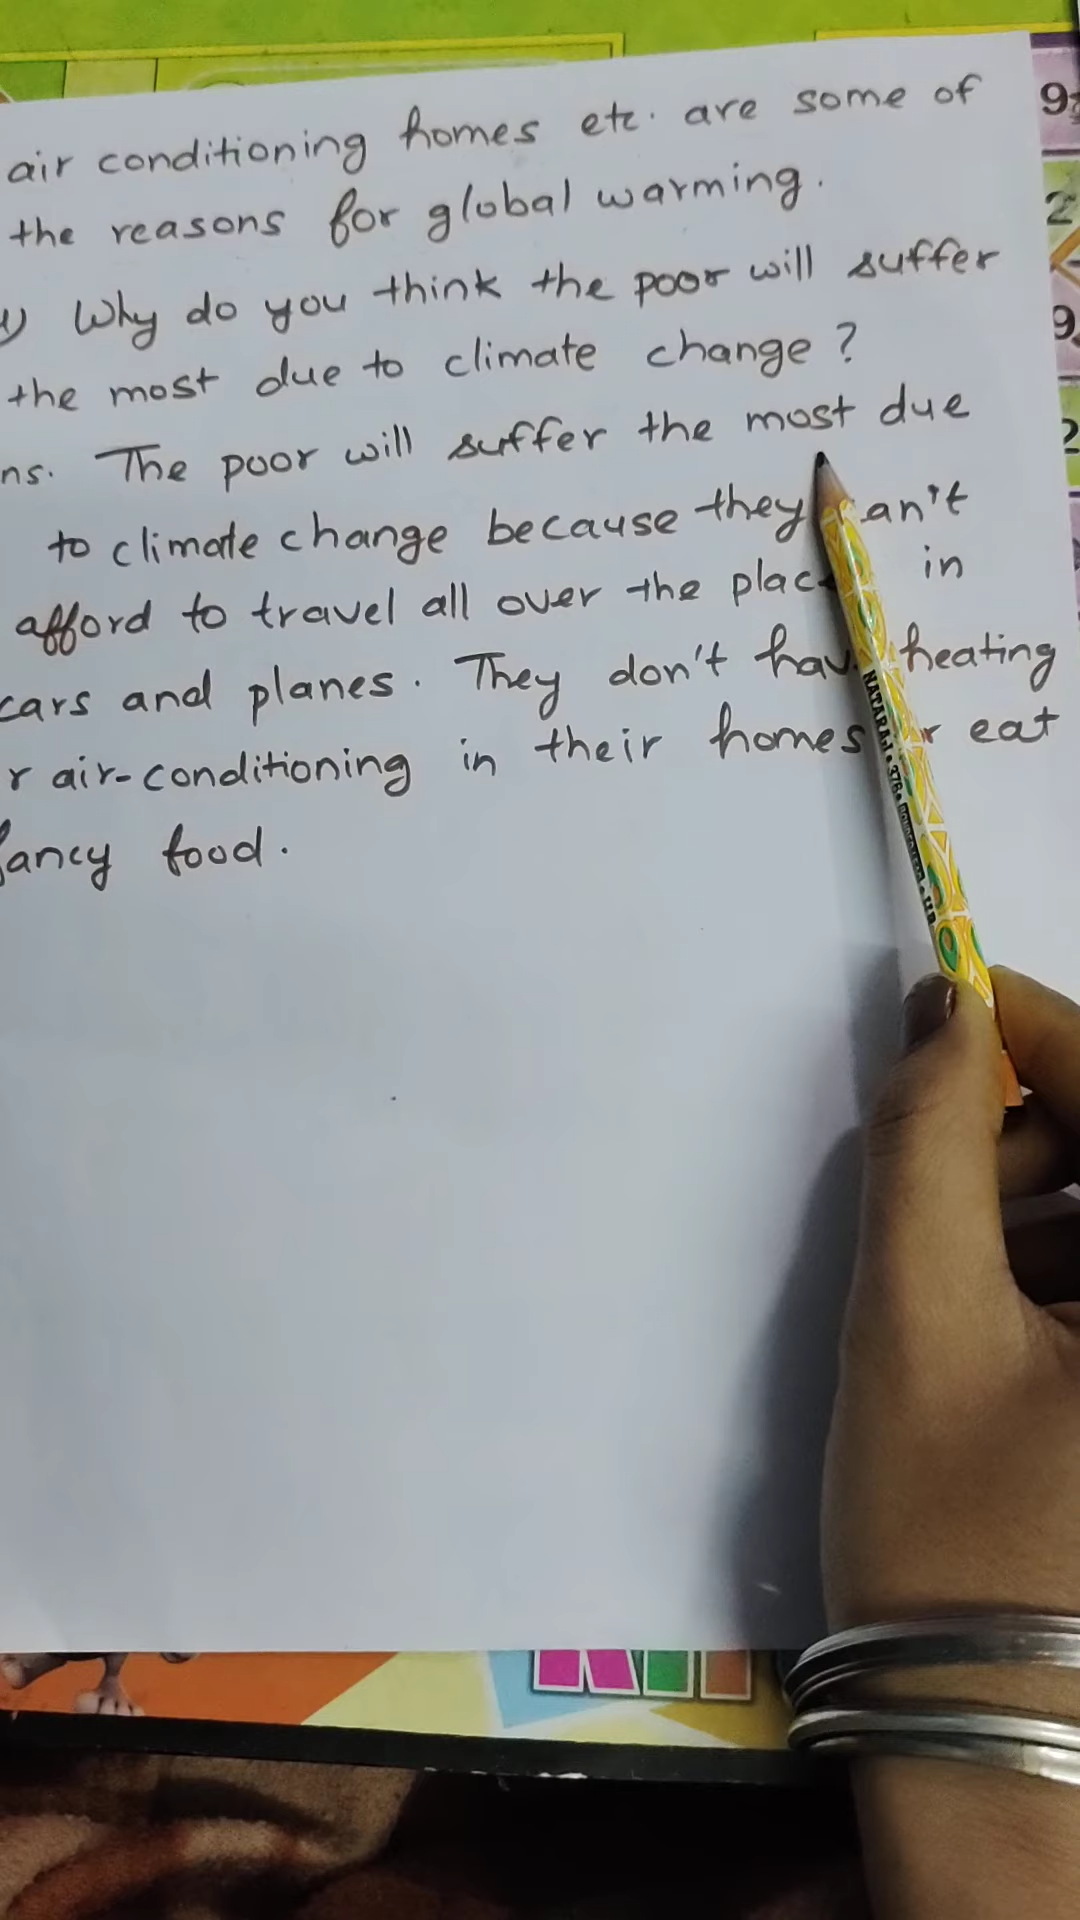 air conditioning homes etc. are some of
the reasons for global warming.
Why do you think the poor will suffer
the most due to climate change?
ns. The poor will suffer the most due
to climate change because they an't
afford to travel all over the plac in
cars and planes. They don't hav heating
r air-conditioning in their homes r eat
fancy food.
NATARAJ